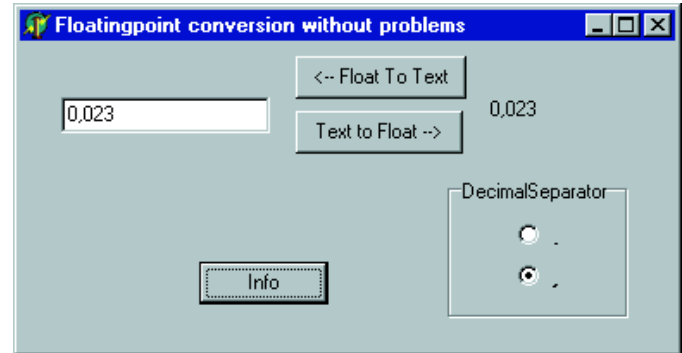 Floatingpoint conversion without problems
<-- Float To Text
0,023
0,023
Text to Float -->
DecimalSeparator
.
,
Info